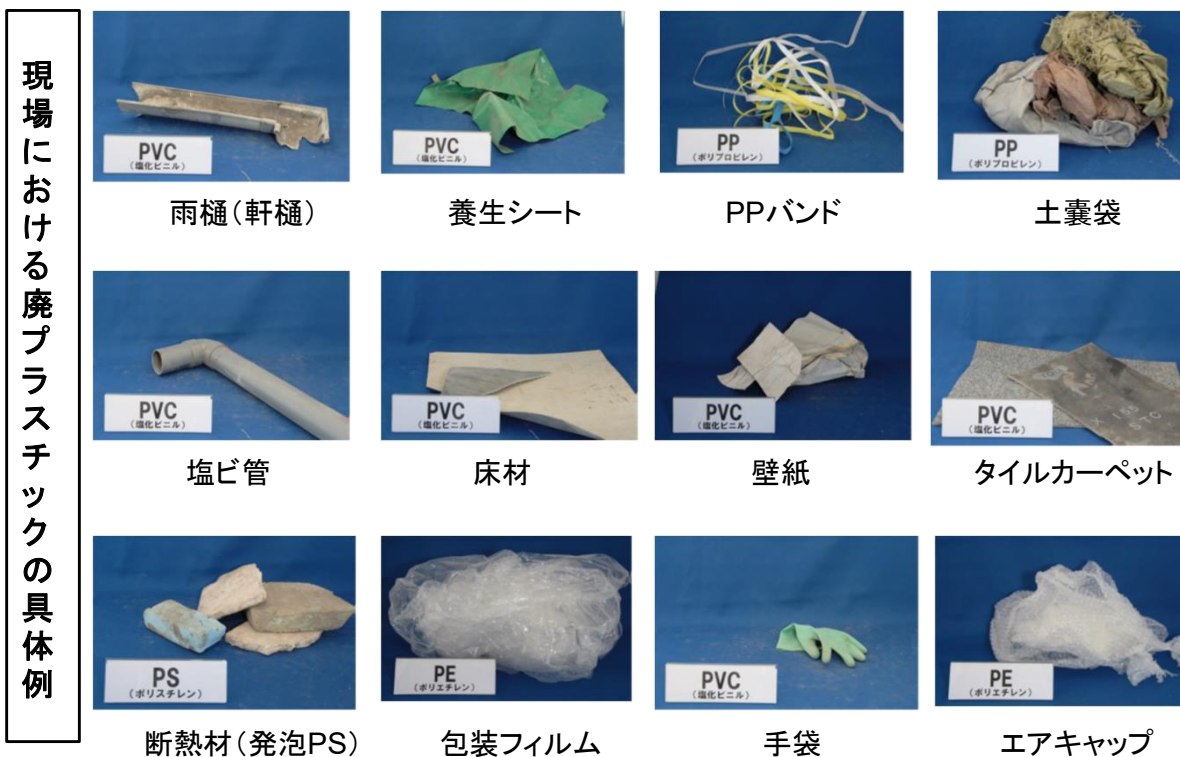 現場における廃プラスチックの具体例
PVC
(塩化ビニル)
雨樋(軒樋)
PVC
(塩化ビニル)
養生シート
PP
(ポリプロピレン)
PPバンド
PP
(ポリプロピレン)
土嚢袋
PVC
(塩化ビニル)
塩ビ管
PVC
(塩化ビニル)
床材
PVC
(塩化ビニル)
壁紙
PVC
(塩化ビニル)
タイルカーペット
PS
(ポリスチレン)
断熱材(発泡PS)
PE
(ポリエチレン)
包装フィルム
PVC
(塩化ビニル)
手袋
PE
(ポリエチレン)
エアキャップ